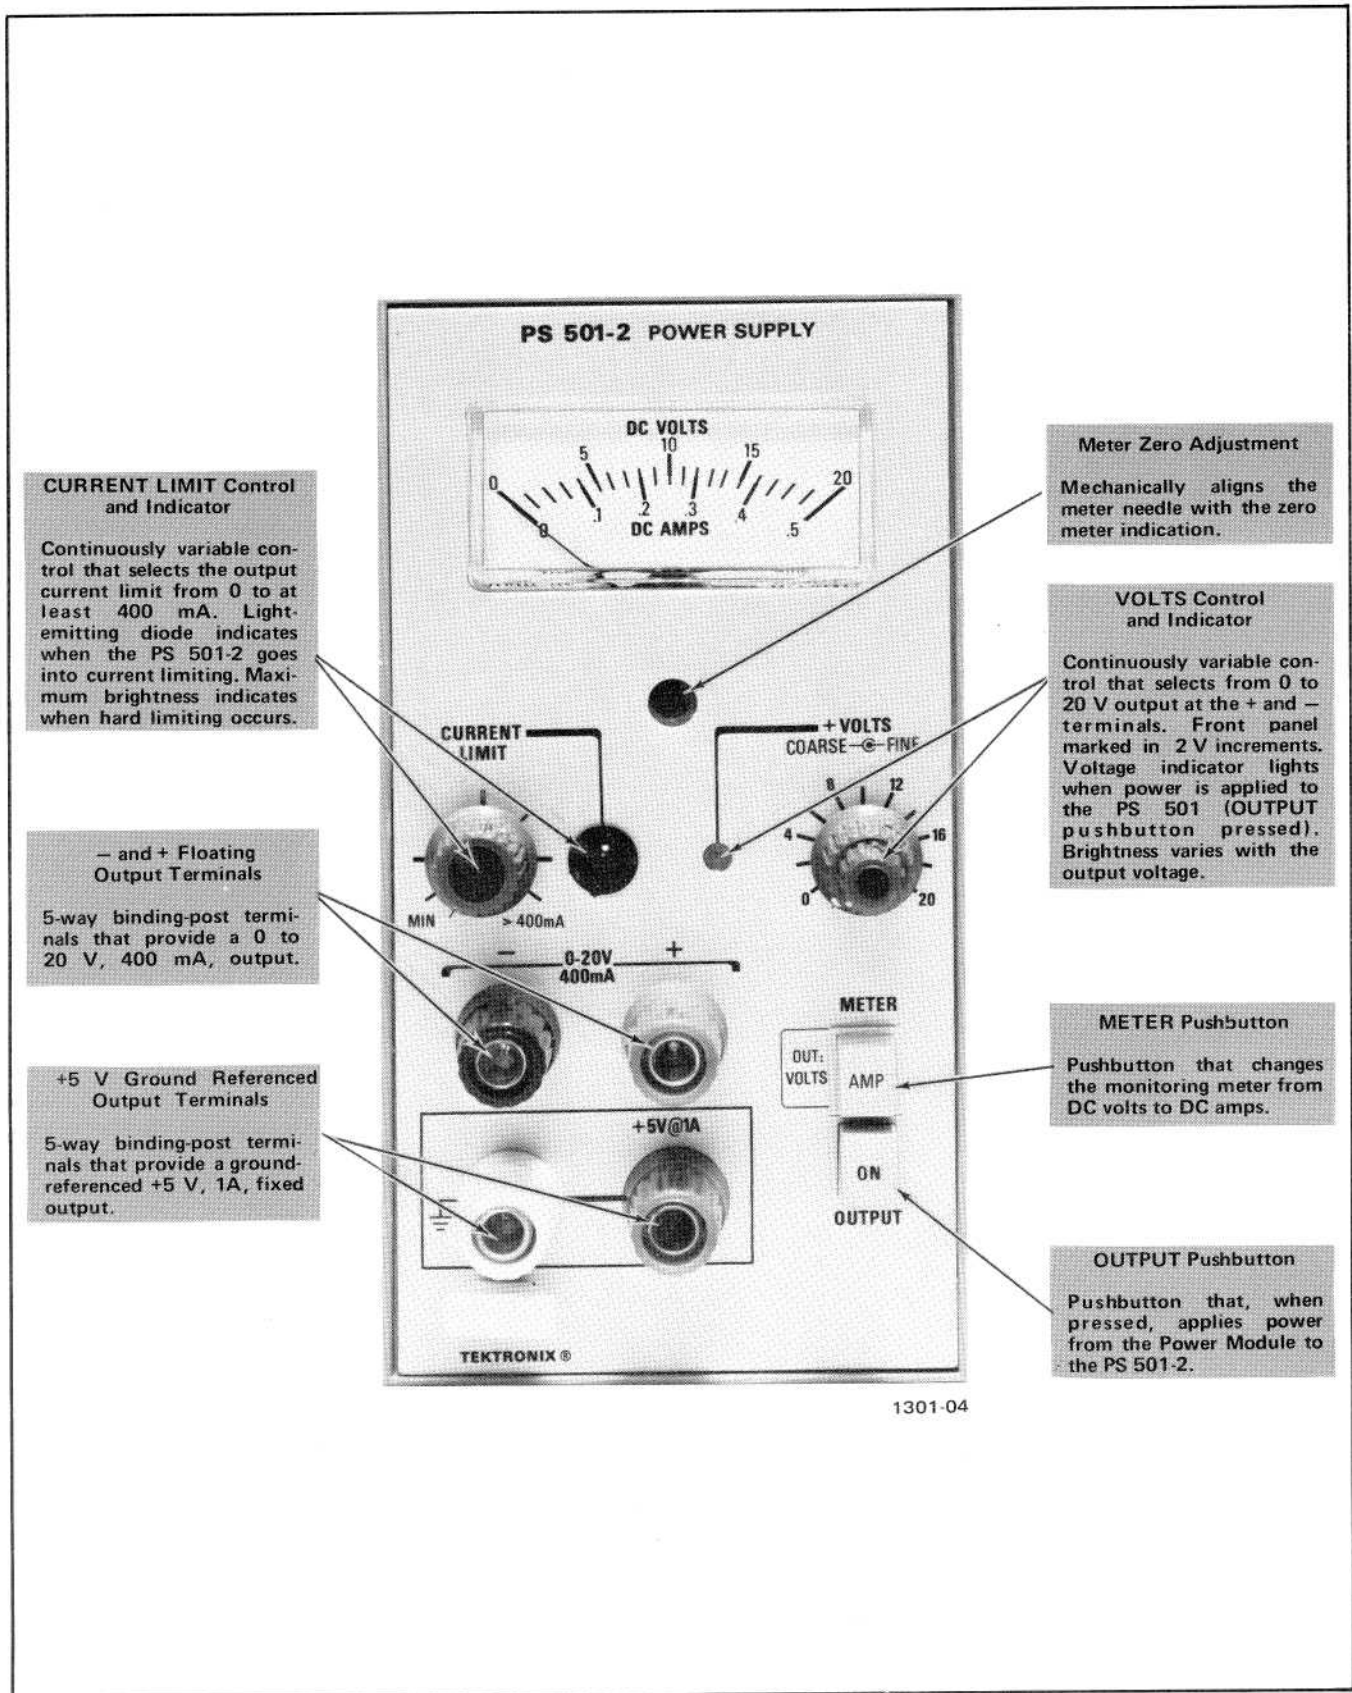 PS 501-2 POWER SUPPLY
DC VOLTS
0 5 10 15 20
0 .1 .2 .3 .4 .5
DC AMPS
CURRENT LIMIT Control
and Indicator
Continuously variable con-
trol that selects the output
current limit from 0 to at
least 400 mA. Light-
emitting diode indicates
when the PS 501-2 goes
into current limiting. Maxi-
mum brightness indicates
when hard limiting occurs.
— and + Floating
Output Terminals
5-way binding-post termi-
nals that provide a 0 to
20 V, 400 mA, output.
+5 V Ground Referenced
Output Terminals
5-way binding-post termi-
nals that provide a ground-
referenced +5 V, 1A, fixed
output.
CURRENT
LIMIT
MIN
> 400mA
+ VOLTS
COARSE FINE
0 4 8 12 16 20
— 0-20V +
400mA
METER
OUT:
VOLTS
AMP
+5V@1A
ON
OUTPUT
TEKTRONIX ®
Meter Zero Adjustment
Mechanically aligns the
meter needle with the zero
meter indication.
VOLTS Control
and Indicator
Continuously variable con-
trol that selects from 0 to
20 V output at the + and —
terminals. Front panel
marked in 2 V increments.
Voltage indicator lights
when power is applied to
the PS 501 (OUTPUT
pushbutton pressed).
Brightness varies with the
output voltage.
METER Pushbutton
Pushbutton that changes
the monitoring meter from
DC volts to DC amps.
OUTPUT Pushbutton
Pushbutton that, when
pressed, applies power
from the Power Module to
the PS 501-2.
1301-04